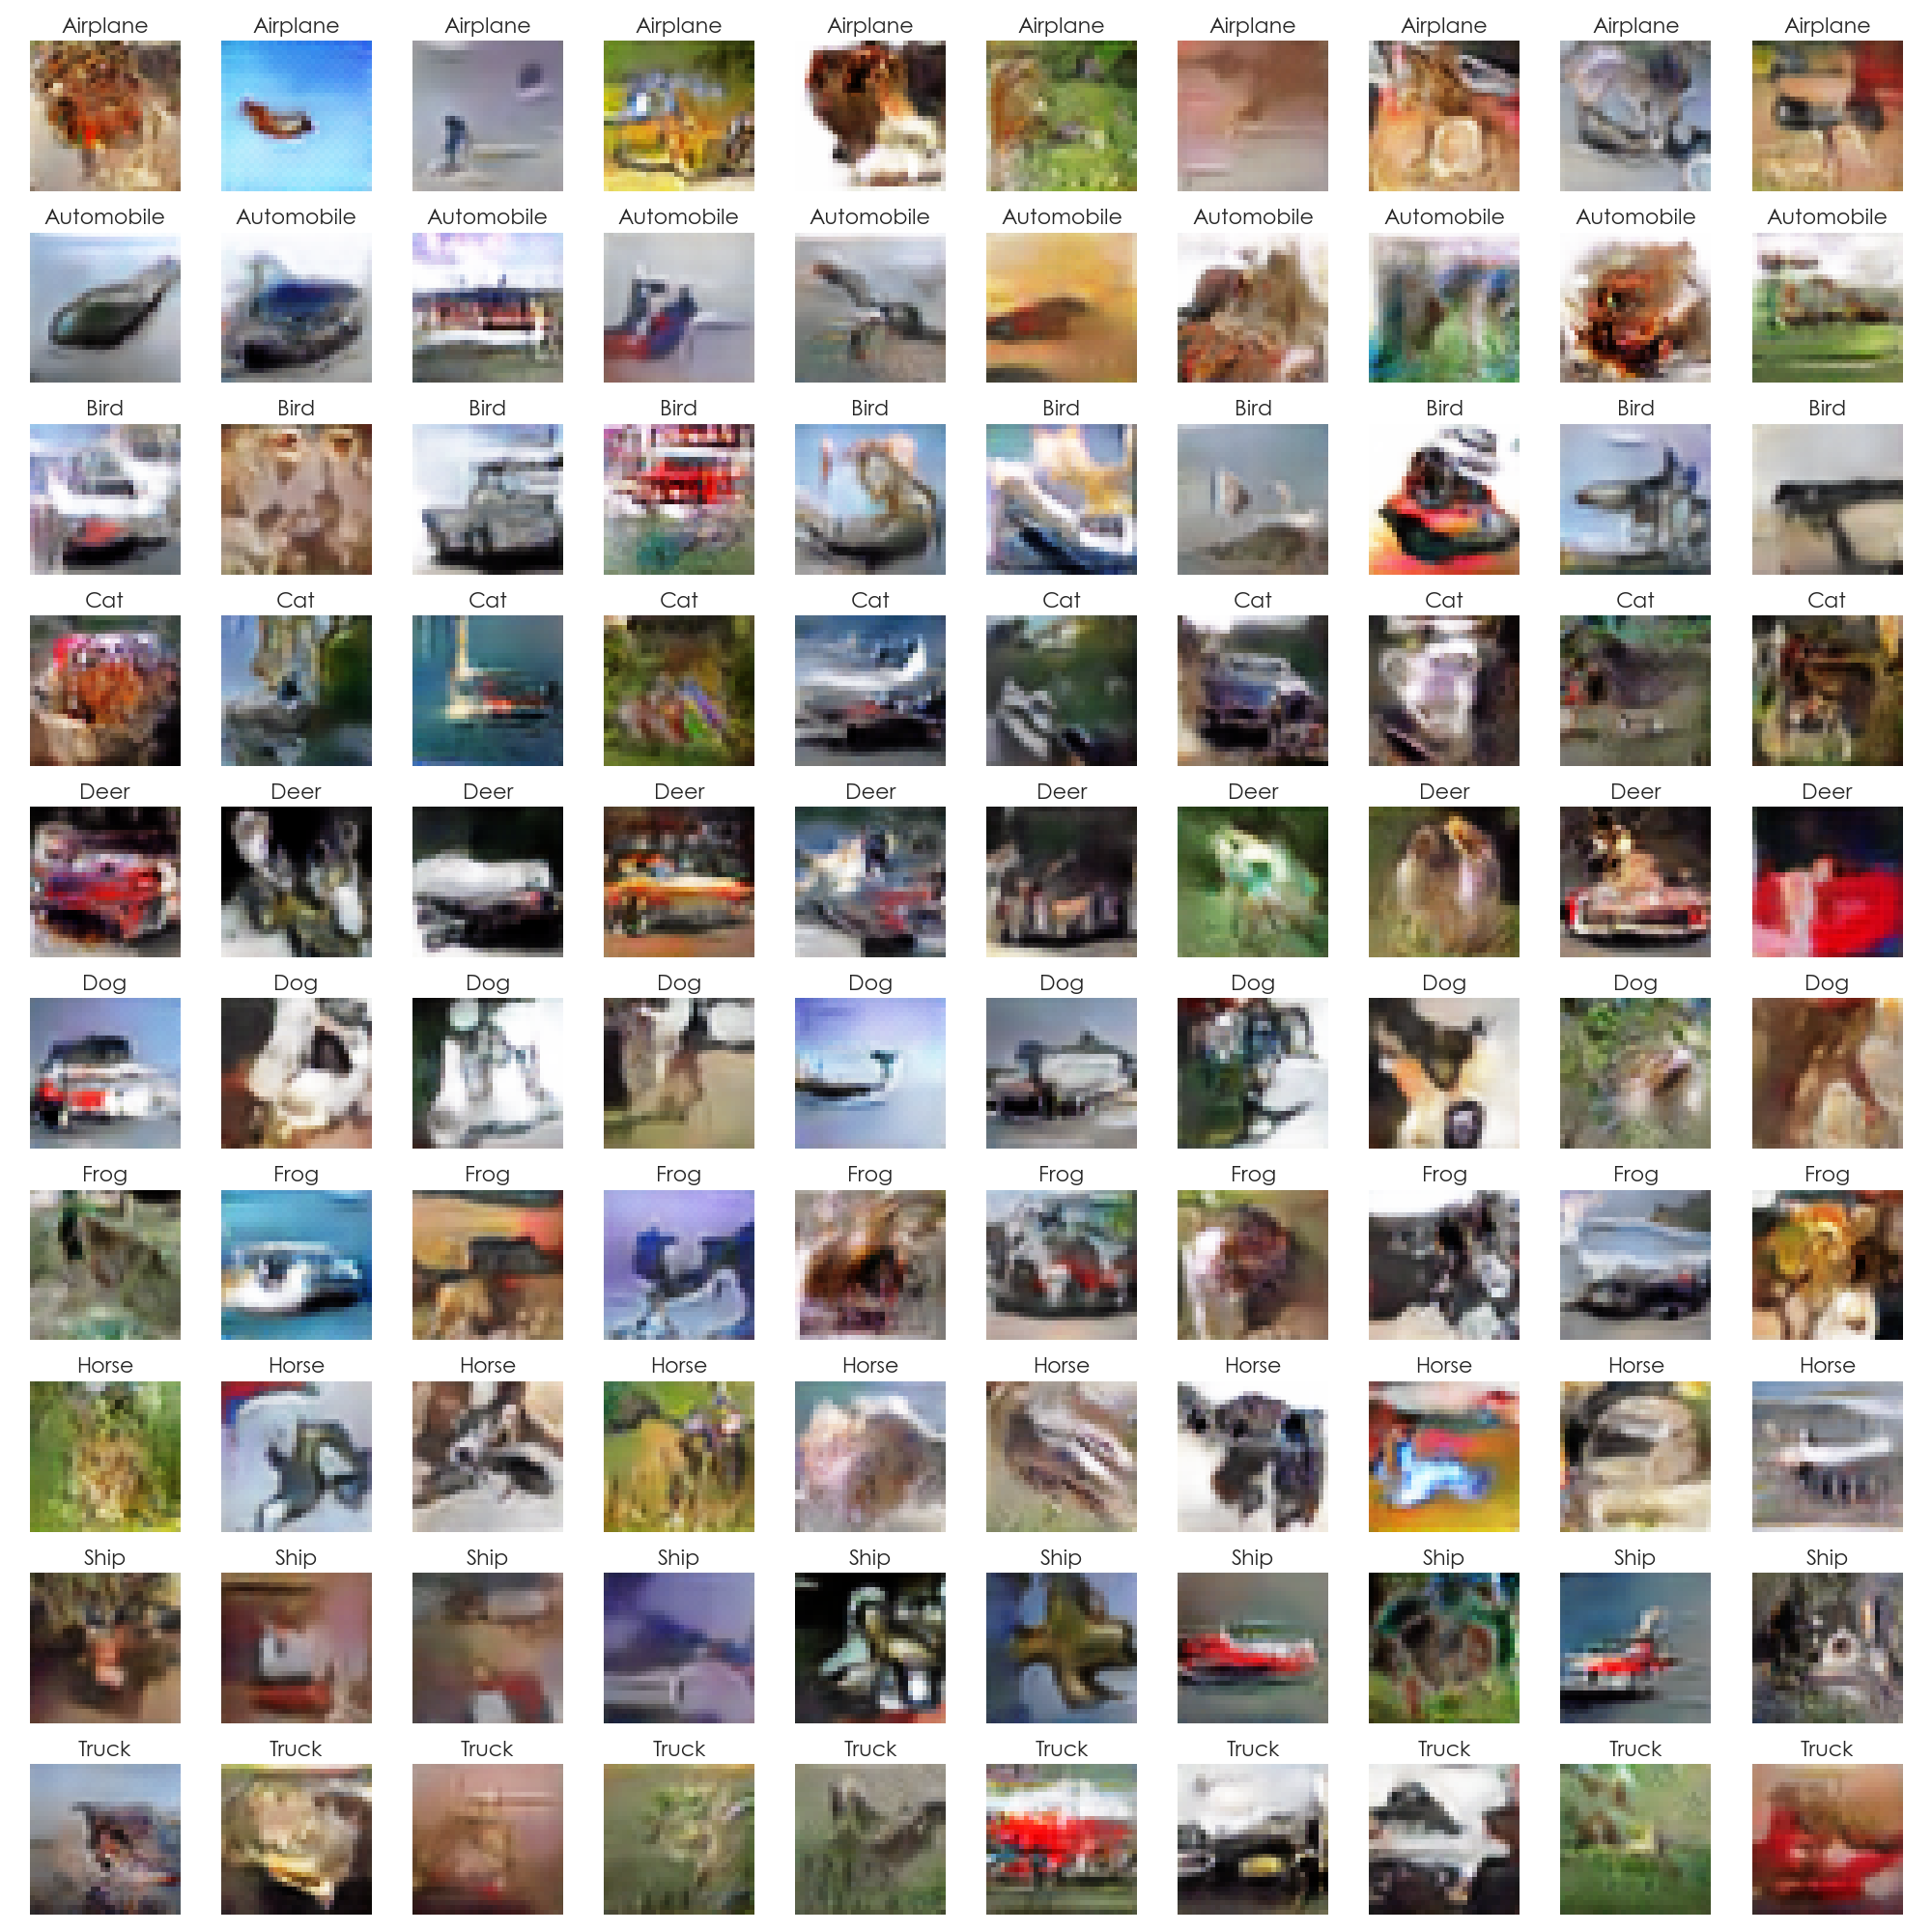 Airplane Airplane Airplane Airplane Airplane Airplane Airplane Airplane Airplane Airplane
Automobile Automobile Automobile Automobile Automobile Automobile Automobile Automobile Automobile Automobile
Bird Bird Bird Bird Bird Bird Bird Bird Bird Bird
Cat Cat Cat Cat Cat Cat Cat Cat Cat Cat
Deer Deer Deer Deer Deer Deer Deer Deer Deer Deer
Dog Dog Dog Dog Dog Dog Dog Dog Dog Dog
Frog Frog Frog Frog Frog Frog Frog Frog Frog Frog
Horse Horse Horse Horse Horse Horse Horse Horse Horse Horse
Ship Ship Ship Ship Ship Ship Ship Ship Ship Ship
Truck Truck Truck Truck Truck Truck Truck Truck Truck Truck